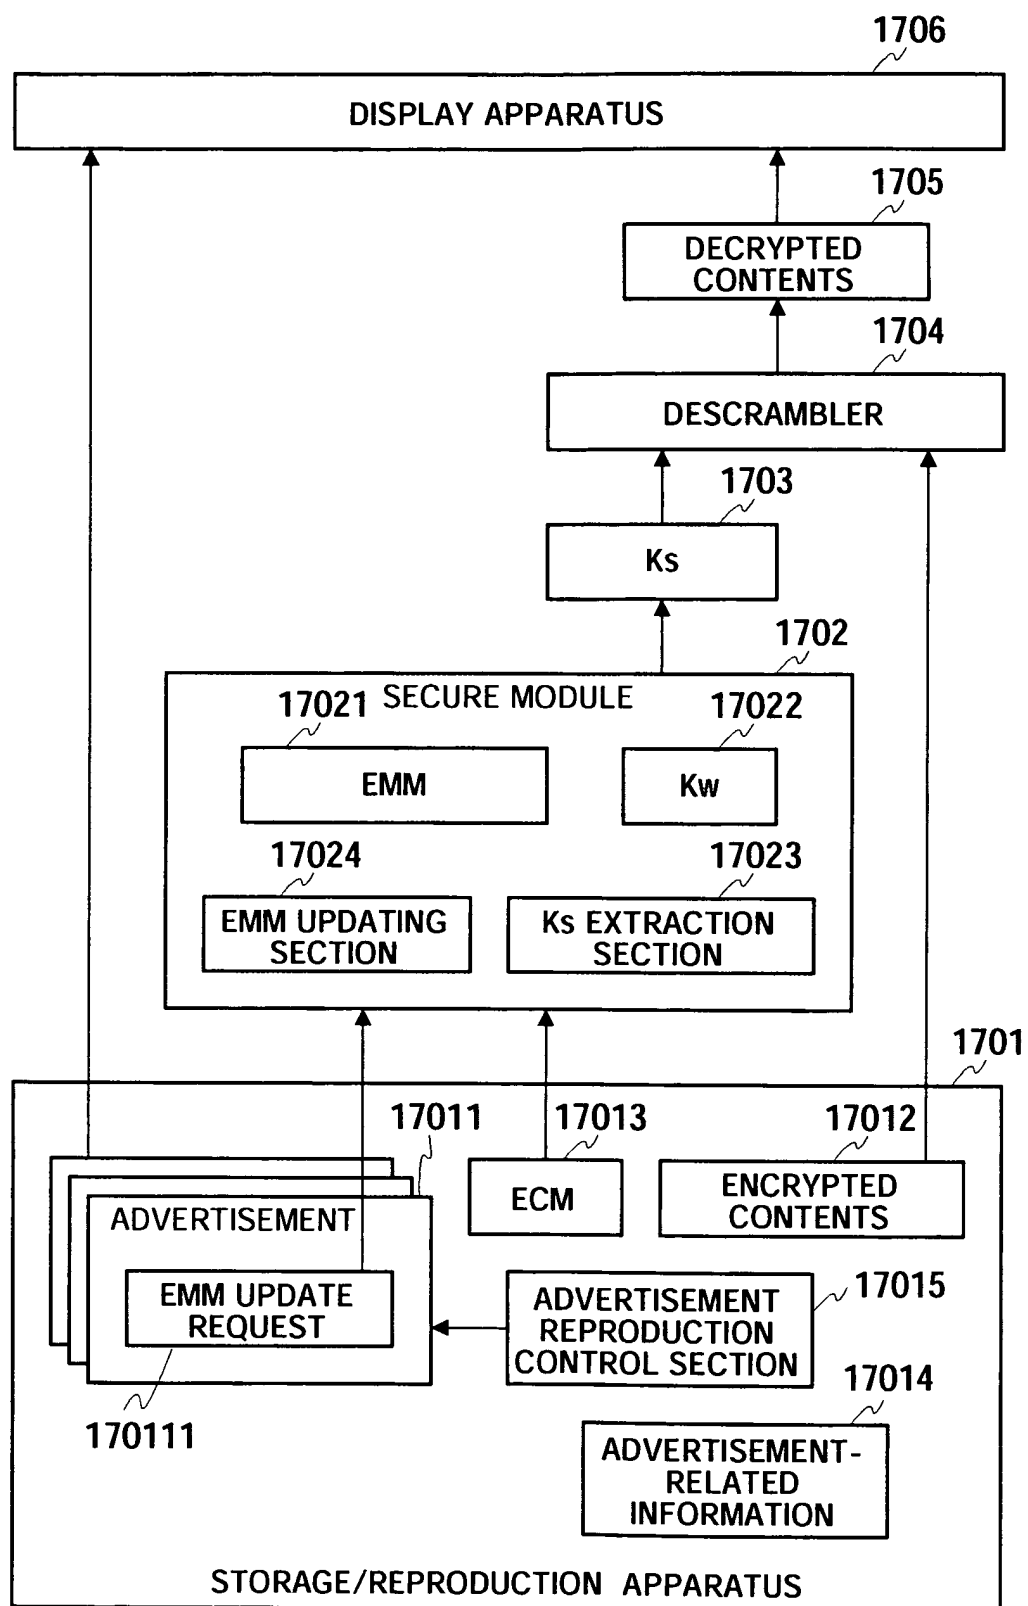 1706
DISPLAY APPARATUS
1705
DECRYPTED
CONTENTS
1704
DESCRAMBLER
1703
Ks
1702
SECURE MODULE
17021
17022
EMM
Kw
17024
17023
EMM UPDATING
SECTION
Ks EXTRACTION
SECTION
1701
17011
17013
17012
ADVERTISEMENT
ECM
ENCRYPTED
CONTENTS
EMM UPDATE
REQUEST
ADVERTISEMENT
REPRODUCTION
CONTROL SECTION
17015
170111
17014
ADVERTISEMENT-
RELATED
INFORMATION
STORAGE/REPRODUCTION APPARATUS